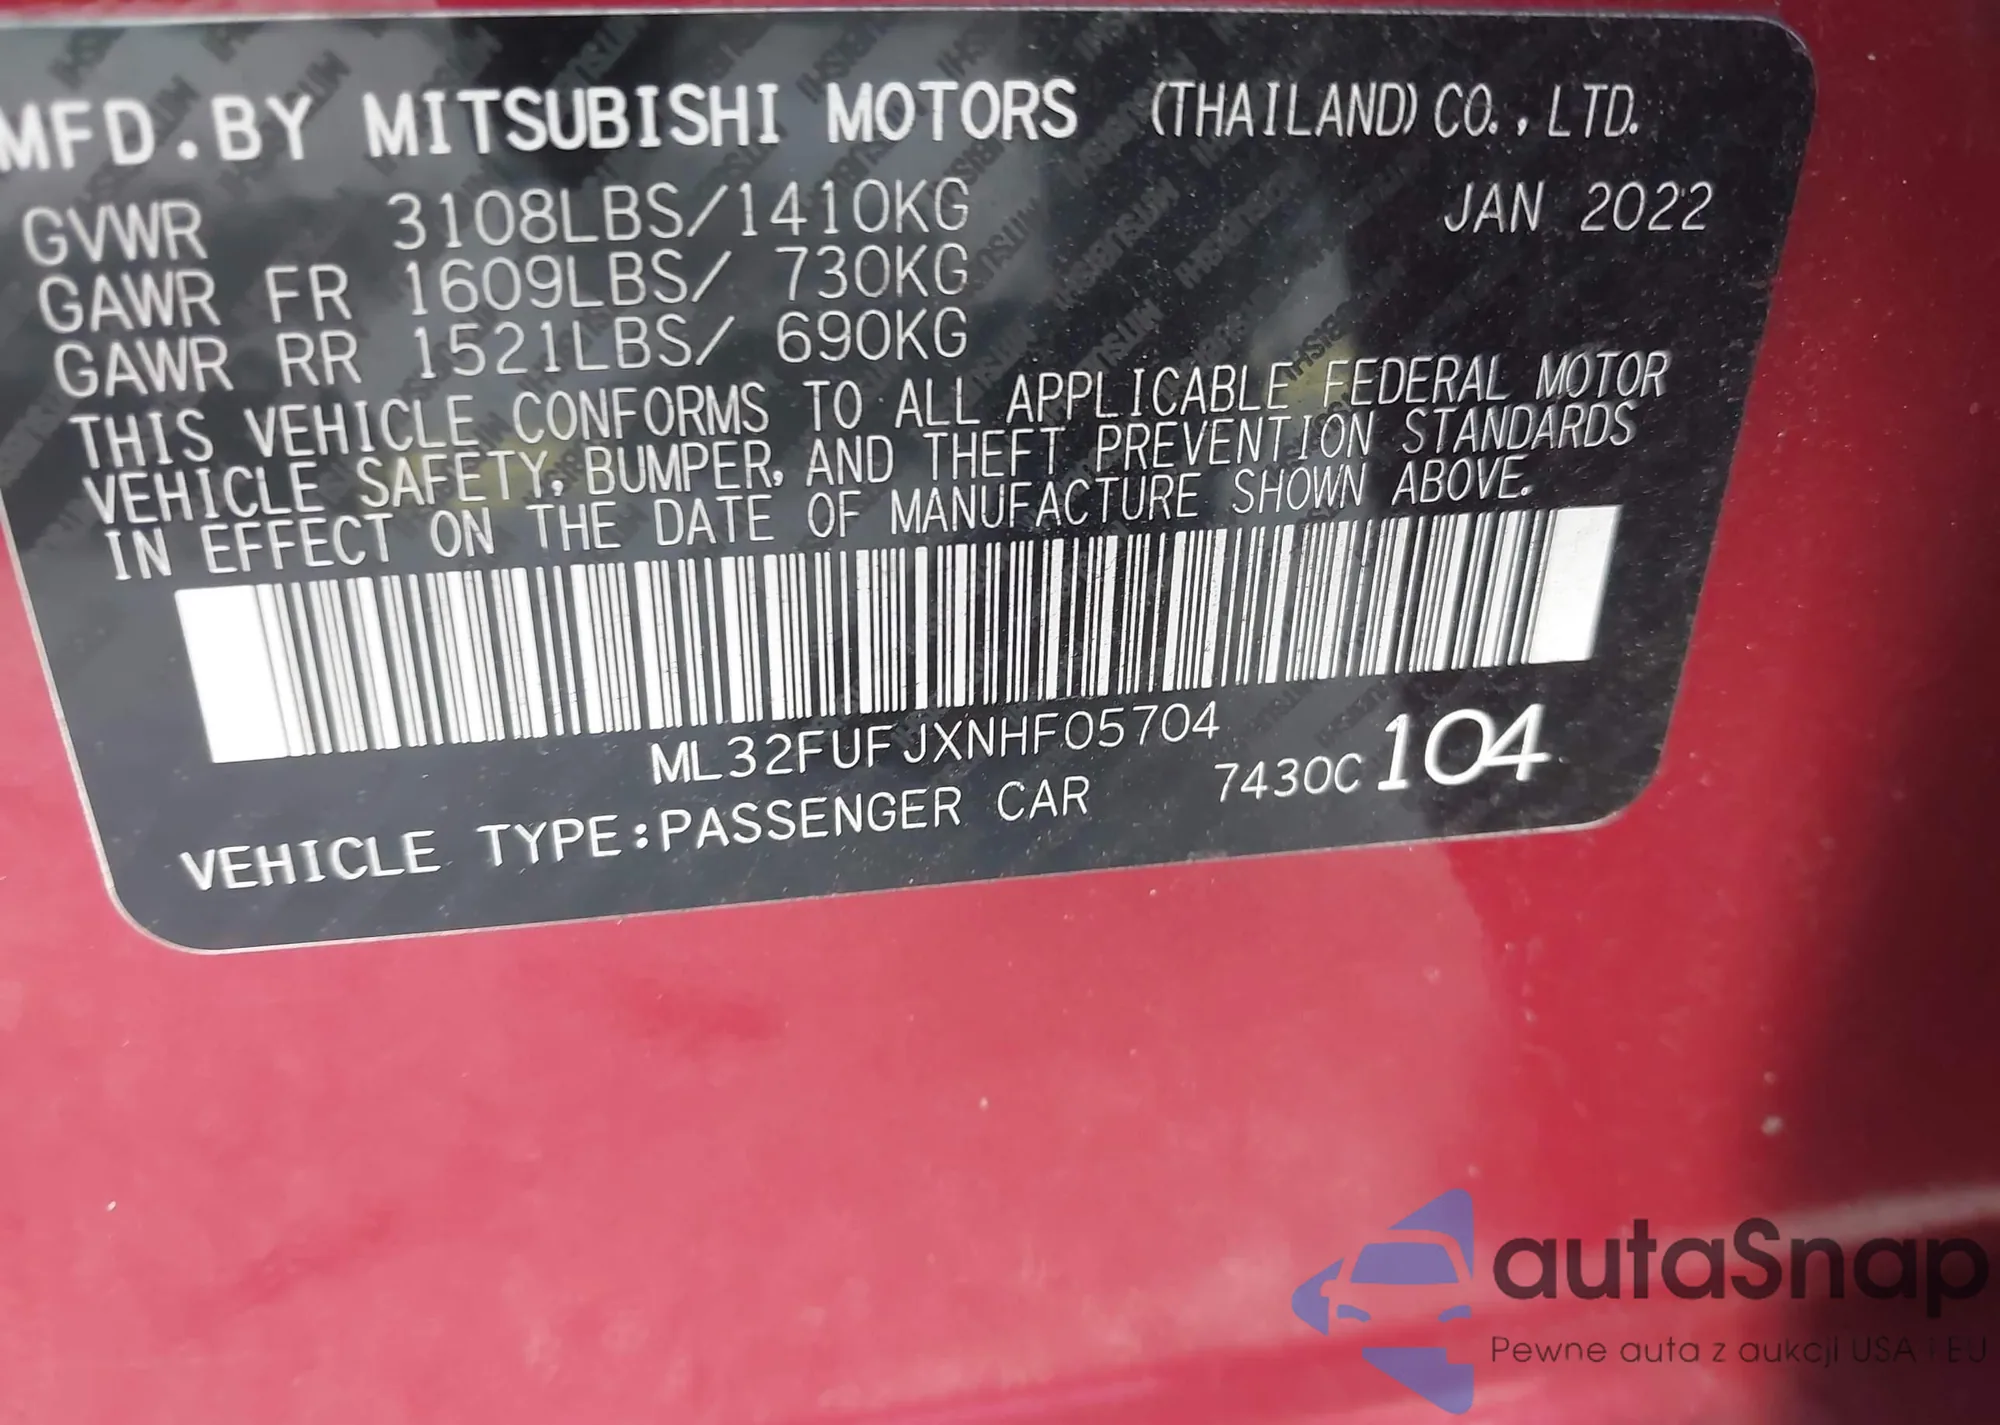 MFD.BY MITSUBISHI MOTORS (THAILAND) CO.,LTD.
GVWR 3108LBS/1410KG JAN 2022
GAWR FR 1609LBS/ 730KG
GAWR RR 1521LBS/ 690KG
THIS VEHICLE CONFORMS TO ALL APPLICABLE FEDERAL MOTOR
VEHICLE SAFETY, BUMPER, AND THEFT PREVENTION STANDARDS
IN EFFECT ON THE DATE OF MANUFACTURE SHOWN ABOVE.
ML32FUFJXNHF05704
VEHICLE TYPE:PASSENGER CAR 7430C 104
autaSnap
Pewne auta z aukcji USA i EU